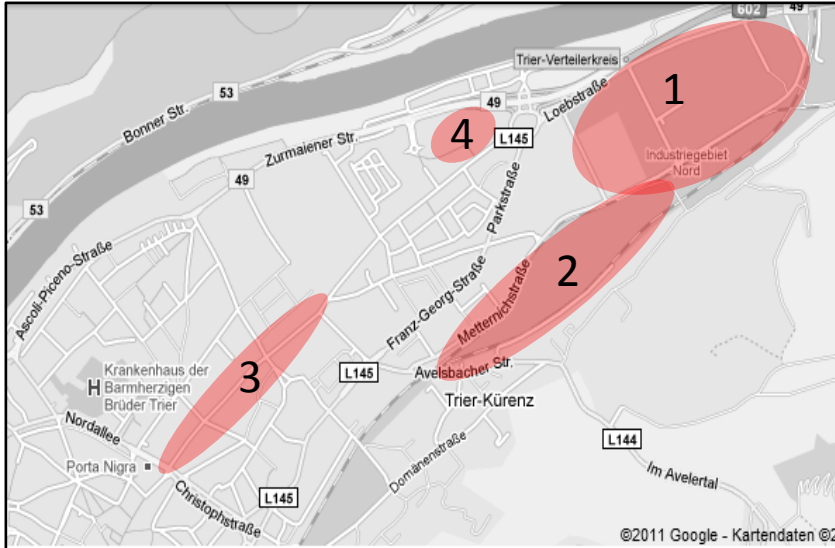 602
49
Trier-Verteilerkreis
Loebstraße
1
53
Bonner Str.
49
4
L145
Zurmaiener Str.
Industriegebiet
Nord
49
53
Parkstraße
2
Ascoli-Piceno-Straße
Franz-Georg-Straße
Metternichstraße
H
Krankenhaus der
Barmherzigen
Brüder Trier
3
L145
Avelsbacher Str.
Trier-Kürenz
Nordallee
L144
Porta Nigra
Domänenstraße
Im Avelertal
Christophstraße
L145
©2011 Google - Kartendaten ©2